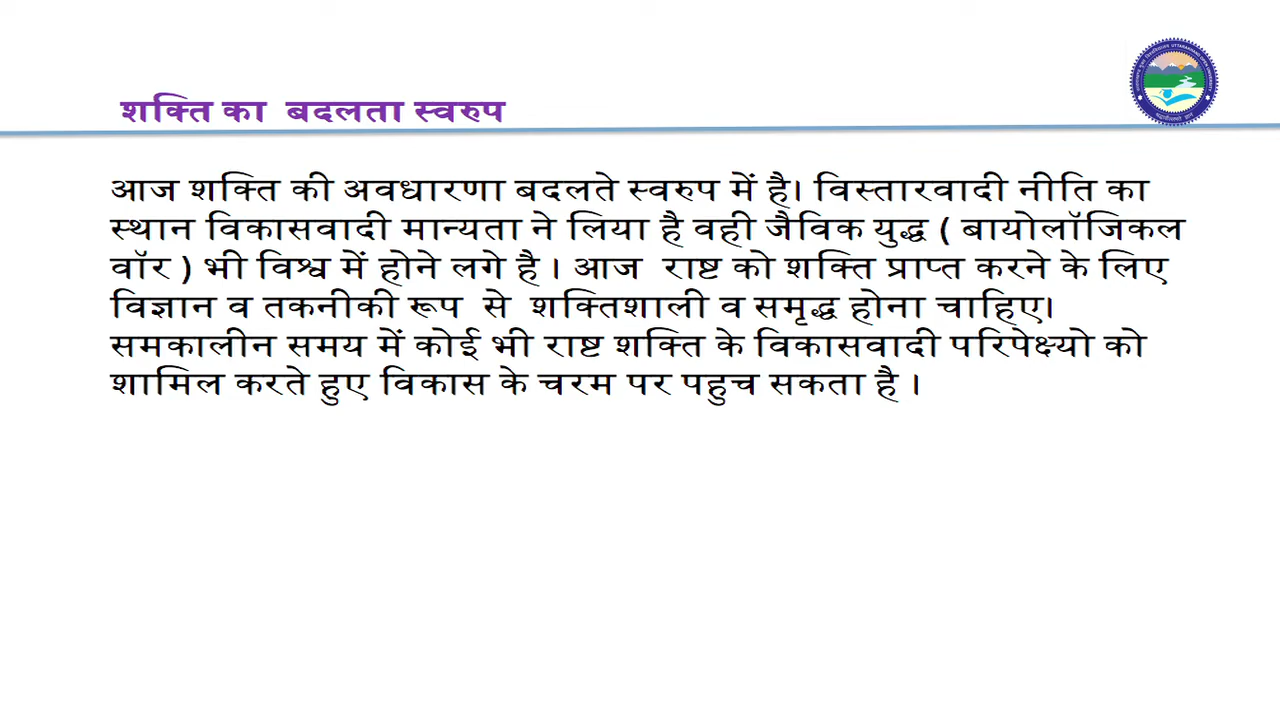 शक्ति का बदलता स्वरुप
आज शक्ति की अवधारणा बदलते स्वरुप में है। विस्तारवादी नीति का
स्थान विकासवादी मान्यता ने लिया है वही जैविक युद्ध ( बायोलॉजिकल
वॉर ) भी विश्व में होने लगे है । आज राष्ट को शक्ति प्राप्त करने के लिए
विज्ञान व तकनीकी रूप से शक्तिशाली व समृद्ध होना चाहिए।
समकालीन समय में कोई भी राष्ट शक्ति के विकासवादी परिपेक्ष्यो को
शामिल करते हुए विकास के चरम पर पहुच सकता है ।